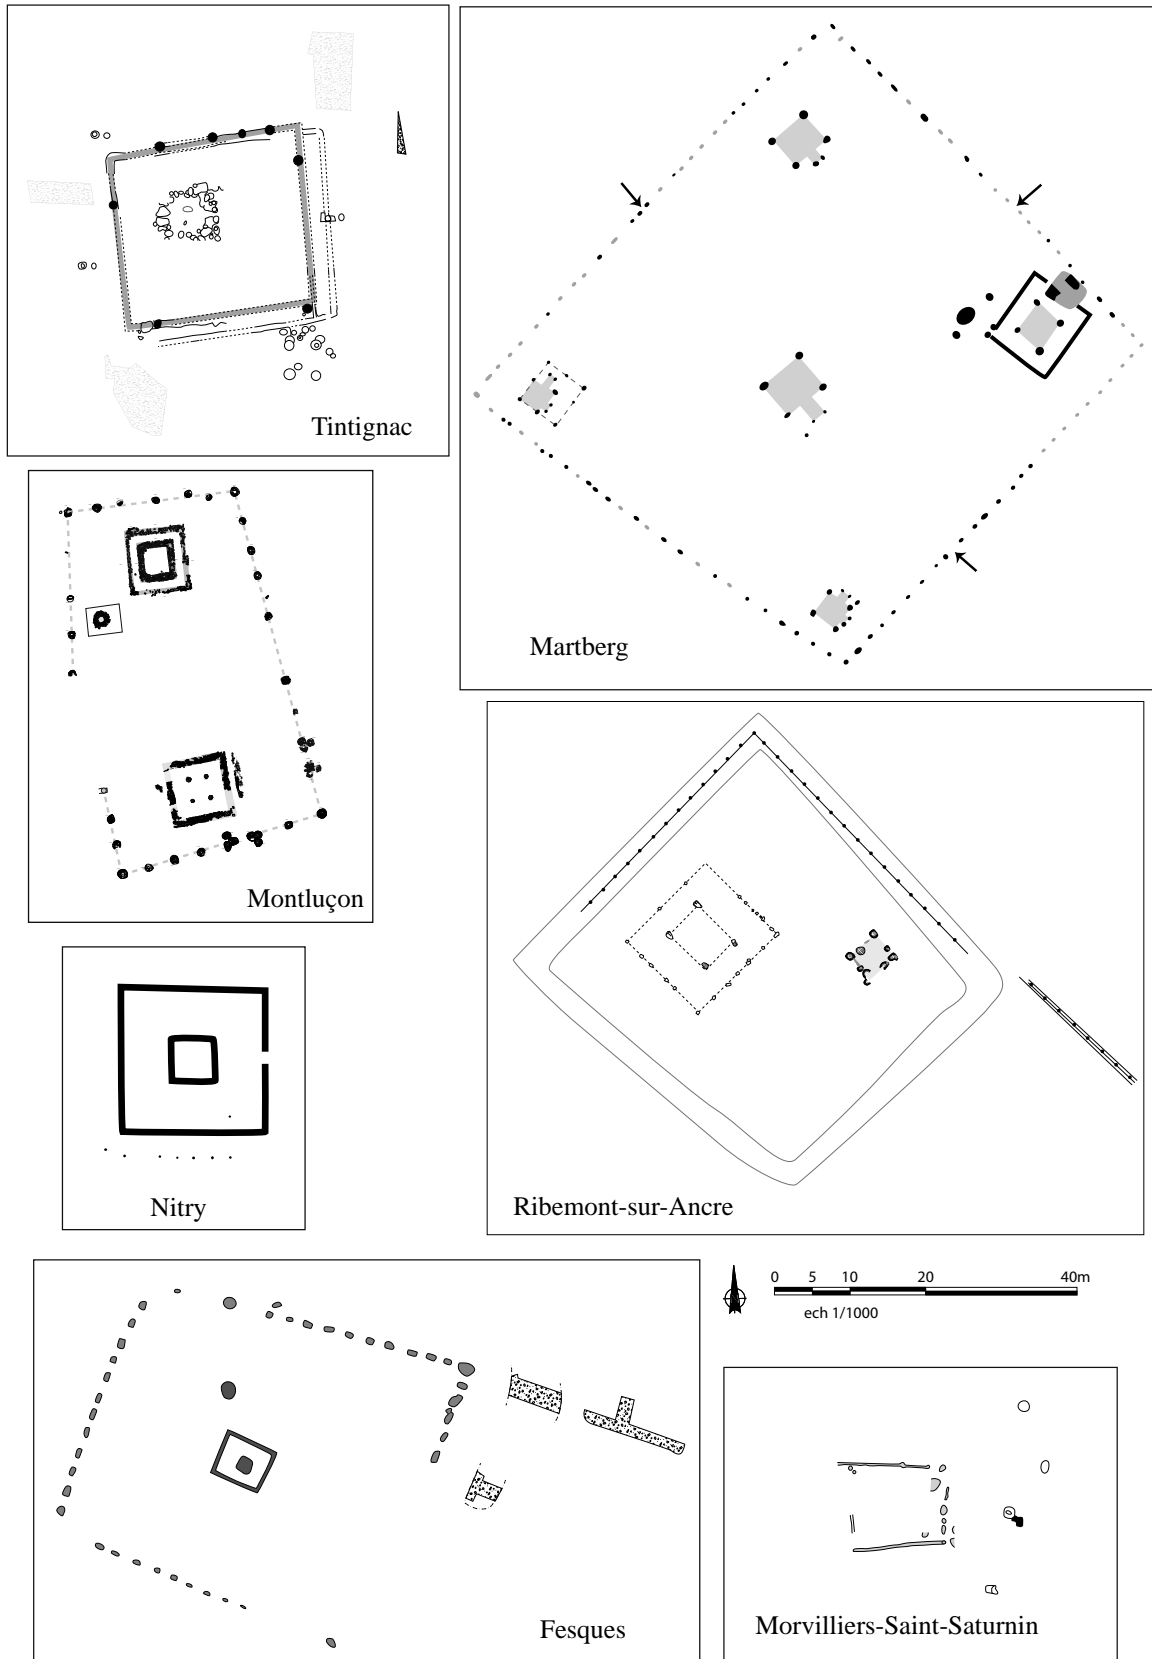 Tintignac
Martberg
Montluçon
Nitry
Ribemont-sur-Ancre
0 5 10 20 40m
ech 1/1000
Fesques
Morvilliers-Saint-Saturnin